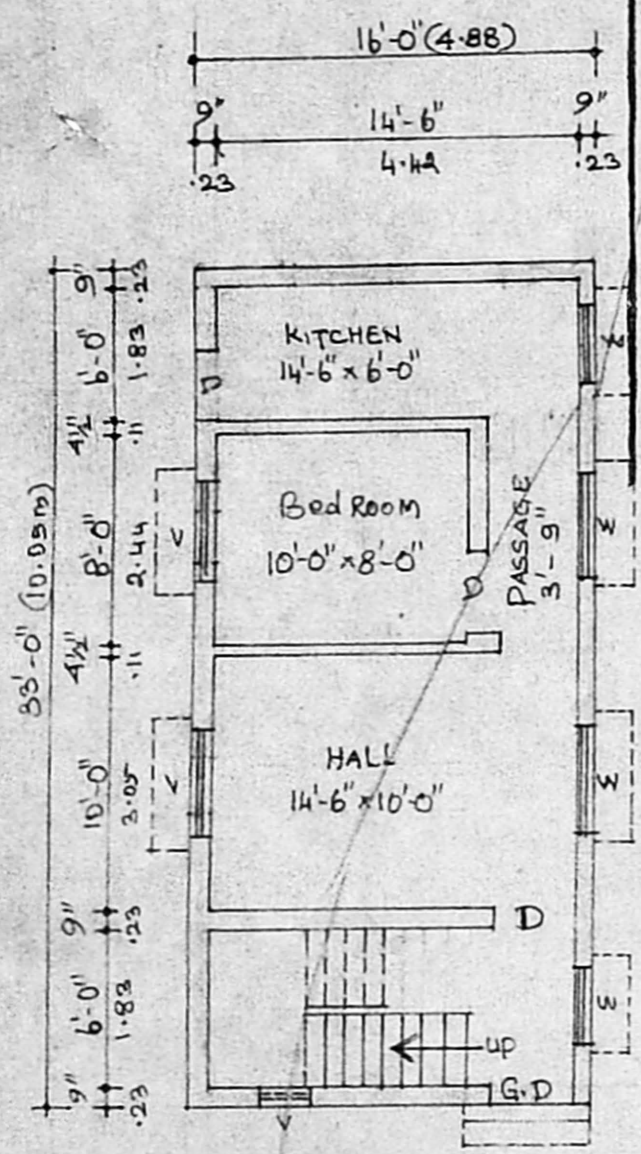 16'-0" (4.88)
9" 14'-6" 9"
.23 4.42 .23
33'-0" (10.05m)
9" .23
6'-0" 1.83
4½" .11
8'-0" 2.44
4½" .11
10'-0" 3.05
9" .23
6'-0" 1.83
9" .23
KITCHEN
14'-6" x 6'-0"
D
W
Bed Room
10'-0" x 8'-0"
V
D
PASSAGE
3'-9"
W
HALL
14'-6" x 10'-0"
V
W
D
W
UP
G.D
V